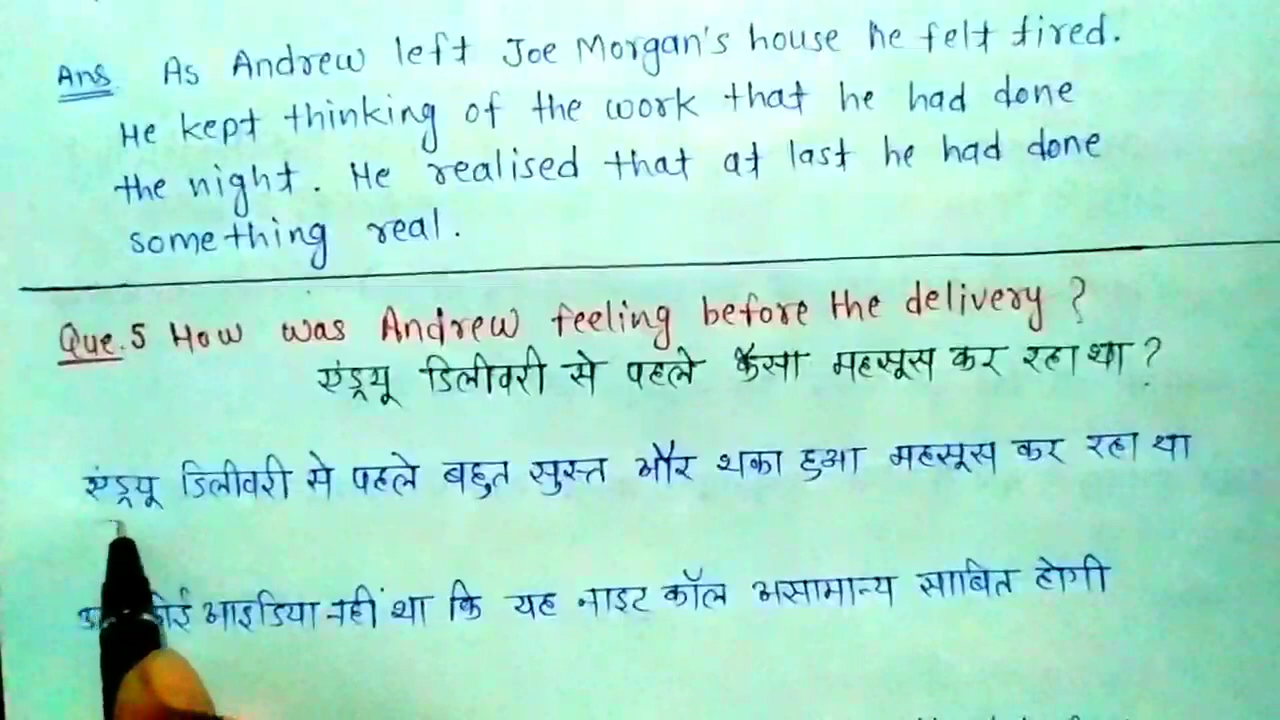 Ans. As Andrew left Joe Morgan's house he felt tired.
He kept thinking of the work that he had done
the night. He realised that at last he had done
something real.
Que.5 How was Andrew feeling before the delivery?
एंड्रयू डिलीवरी से पहले कैसा महसूस कर रहा था?
एंड्रयू डिलीवरी से पहले बहुत सुस्त और थका हुआ महसूस कर रहा था
आइडिया नहीं था कि यह नाइट कॉल असामान्य साबित होगी